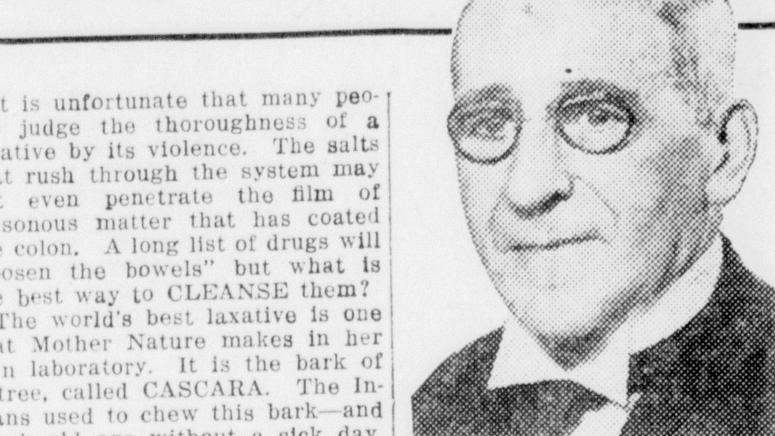 t is unfortunate that many peo-
judge the thoroughness of a
ative by its violence. The salts
t rush through the system may
even penetrate the film of
sonous matter that has coated
colon. A long list of drugs will
osen the bowels" but what is
best way to CLEANSE them?
The world's best laxative is one
at Mother Nature makes in her
n laboratory. It is the bark of
tree, called CASCARA. The In-
ans used to chew this bark—and
without a sick day.